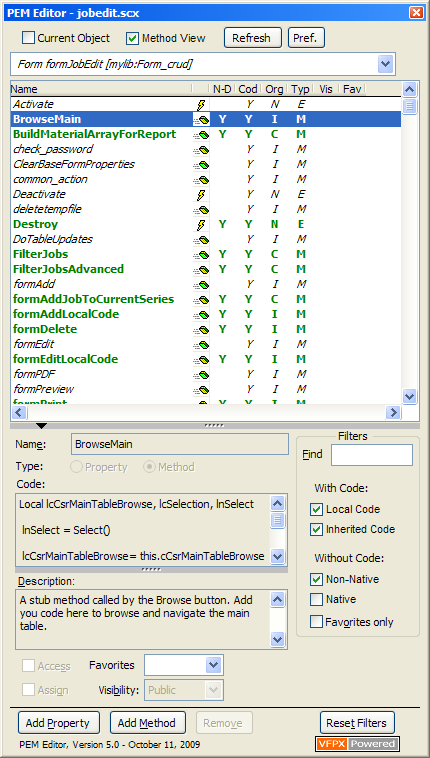 PEM Editor - jobedit.scx
Current Object Method View Refresh Pref.
Form formJobEdit [mylib:Form_crud]
Name N-D Cod Org Typ Vis Fav
Activate Y N E
BrowseMain Y Y I M
BuildMaterialArrayForReport Y Y C M
check_password Y I M
ClearBaseFormProperties Y I M
common_action Y I M
Deactivate Y N E
deletetempfile Y I M
Destroy Y Y N E
DoTableUpdates Y I M
FilterJobs Y Y C M
FilterJobsAdvanced Y Y C M
formAdd Y I M
formAddJobToCurrentSeries Y Y C M
formAddLocalCode Y Y I M
formDelete Y Y I M
formEdit Y I M
formEditLocalCode Y Y I M
formPDF Y I M
formPreview Y I M
formPrint Y Y I M
Name: BrowseMain
Type: Property Method
Code:
Local lcCsrMainTableBrowse, lcSelection, lnSelect
lnSelect = Select()
lcCsrMainTableBrowse= this.cCsrMainTableBrowse
Description:
A stub method called by the Browse button. Add
you code here to browse and navigate the main
table.
Access Favorites
Assign Visibility: Public
Filters
Find
With Code:
Local Code
Inherited Code
Without Code:
Non-Native
Native
Favorites only
Add Property Add Method Remove Reset Filters
PEM Editor, Version 5.0 - October 11, 2009 VFPX Powered